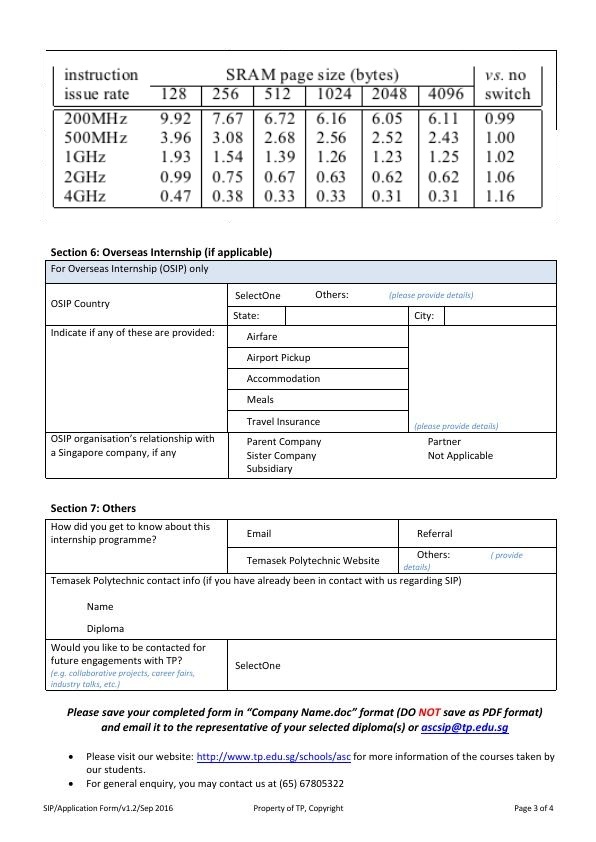 instruction SRAM page size (bytes) vs. no
issue rate 128 256 512 1024 2048 4096 switch
200MHz 9.92 7.67 6.72 6.16 6.05 6.11 0.99
500MHz 3.96 3.08 2.68 2.56 2.52 2.43 1.00
1GHz 1.93 1.54 1.39 1.26 1.23 1.25 1.02
2GHz 0.99 0.75 0.67 0.63 0.62 0.62 1.06
4GHz 0.47 0.38 0.33 0.33 0.31 0.31 1.16
Section 6: Overseas Internship (if applicable)
For Overseas Internship (OSIP) only
OSIP Country
SelectOne Others: (please provide details)
State: City:
Indicate if any of these are provided:
Airfare
Airport Pickup
Accommodation
Meals
Travel Insurance
(please provide details)
OSIP organisation's relationship with
a Singapore company, if any
Parent Company Partner
Sister Company Not Applicable
Subsidiary
Section 7: Others
How did you get to know about this
internship programme?
Email Referral
Temasek Polytechnic Website Others: ( provide
details)
Temasek Polytechnic contact info (if you have already been in contact with us regarding SIP)
Name
Diploma
Would you like to be contacted for
future engagements with TP?
(e.g. collaborative projects, career fairs,
industry talks, etc.)
SelectOne
Please save your completed form in “Company Name.doc” format (DO NOT save as PDF format)
and email it to the representative of your selected diploma(s) or ascsip@tp.edu.sg
• Please visit our website: http://www.tp.edu.sg/schools/asc for more information of the courses taken by
our students.
• For general enquiry, you may contact us at (65) 67805322
SIP/Application Form/v1.2/Sep 2016 Property of TP, Copyright Page 3 of 4